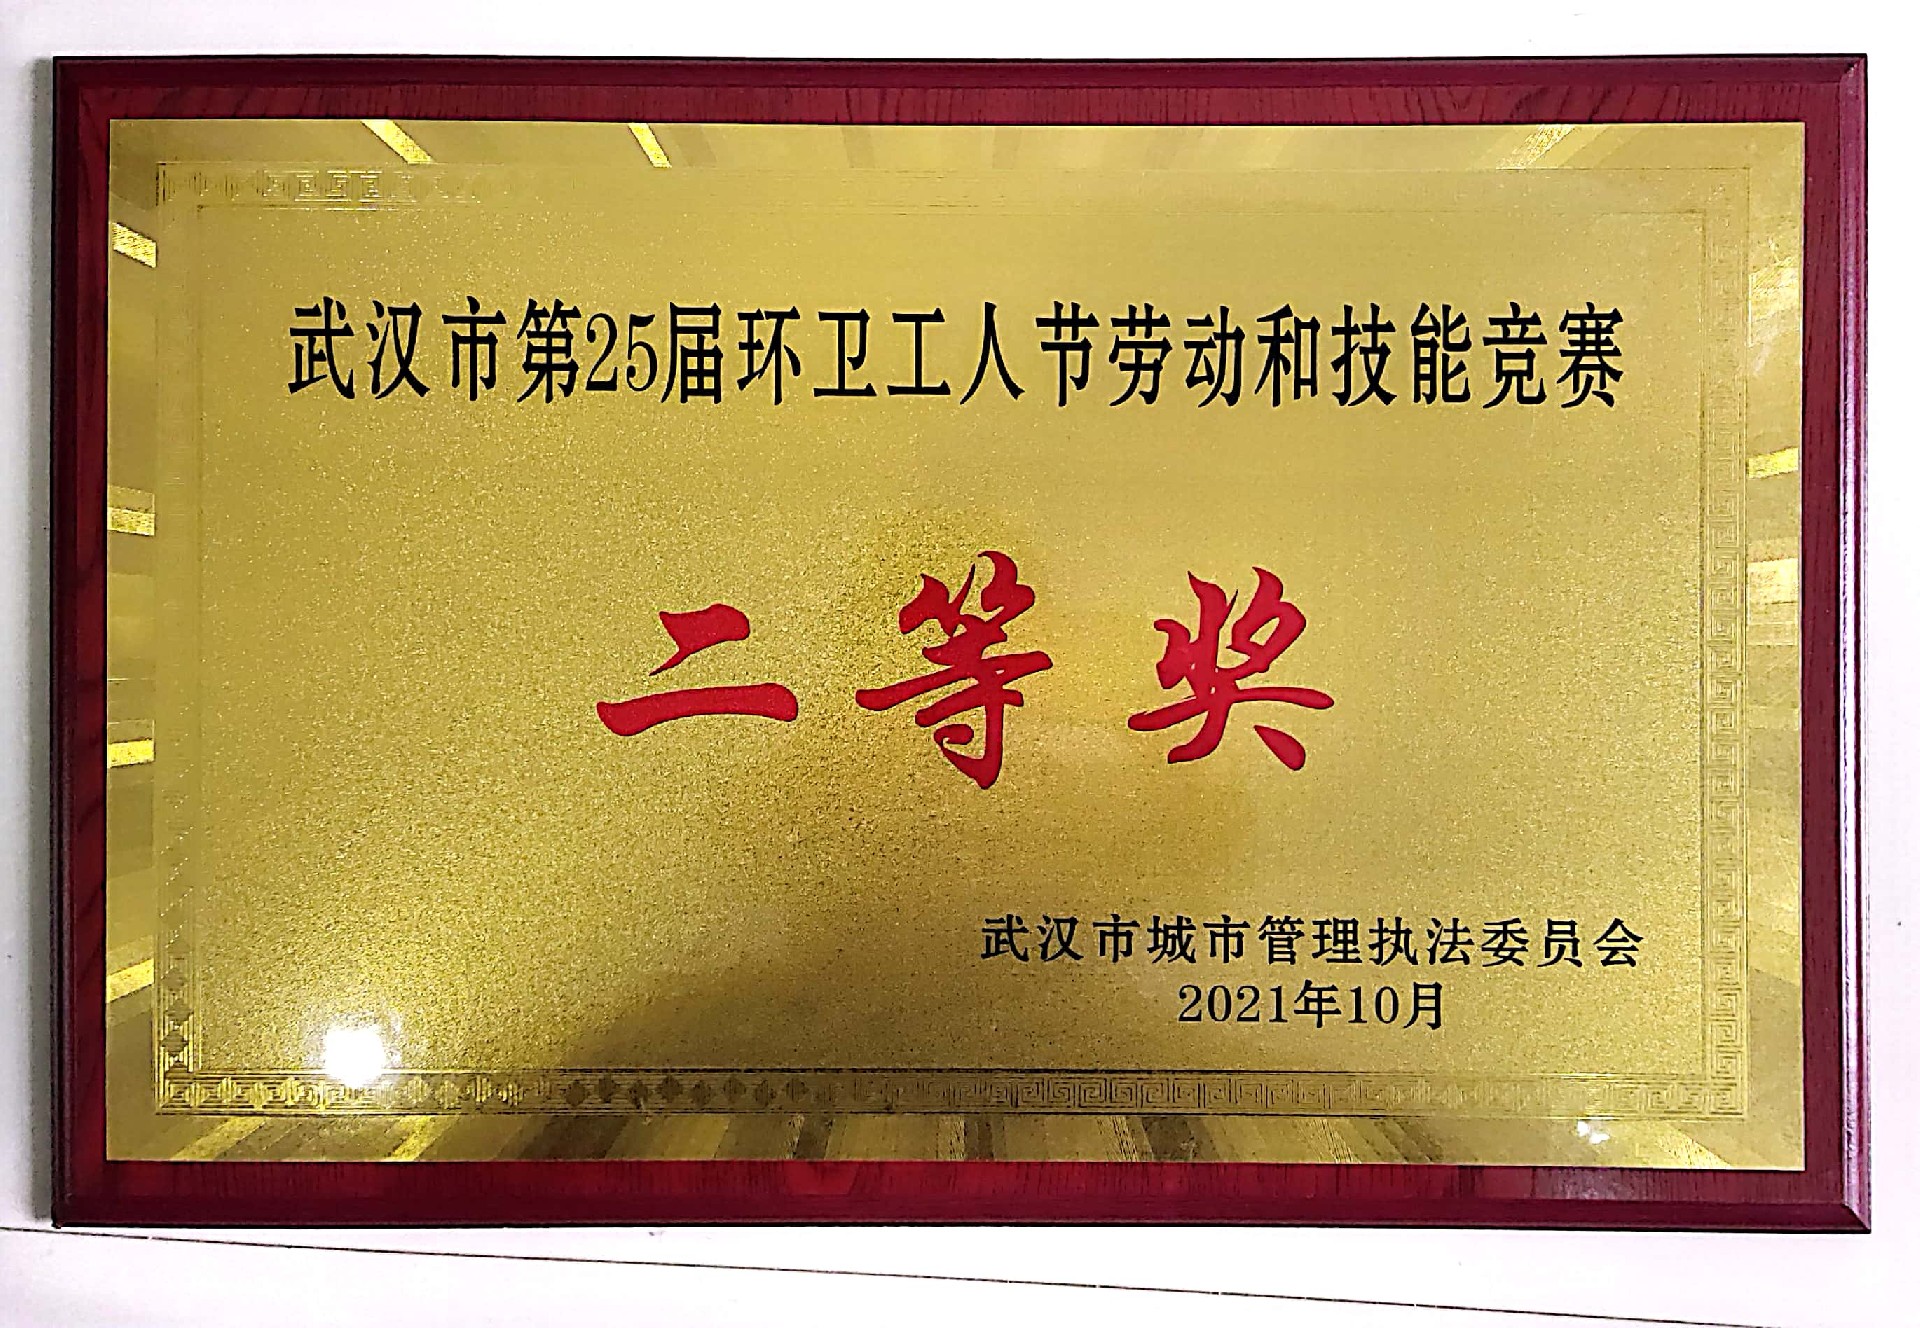 武汉市第25届环卫工人节劳动和技能竞赛
二等奖
武汉市城市管理执法委员会
2021年10月